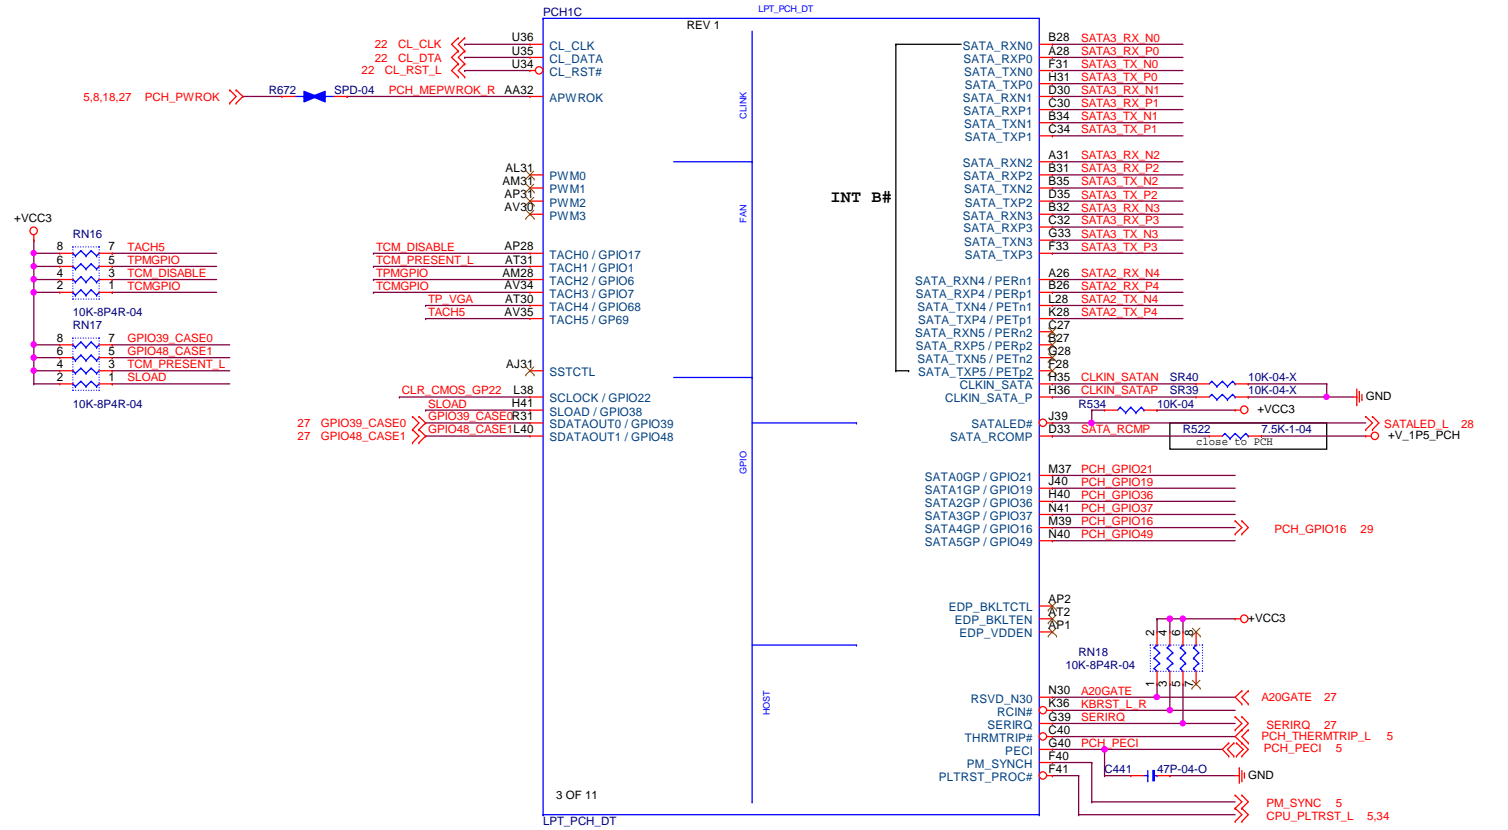 PCH1C
LPT_PCH_DT
REV 1
22 CL_CLK U36 CL_CLK
22 CL_DTA U35 CL_DATA
22 CL_RST_L U34 CL_RST#
5,8,18,27 PCH_PWROK R672 SPD-04 PCH_MEPWROK_R AA32 APWROK
CLINK
AL31 PWM0
AM31 PWM1
AP31 PWM2
AV30 PWM3
FAN
+VCC3
RN16
8 7 TACH5
6 5 TPMGPIO
4 3 TCM_DISABLE
2 1 TCMGPIO
10K-8P4R-04
RN17
8 7 GPIO39_CASE0
6 5 GPIO48_CASE1
4 3 TCM_PRESENT_L
2 1 SLOAD
10K-8P4R-04
TCM_DISABLE AP28 TACH0 / GPIO17
TCM_PRESENT_L AT31 TACH1 / GPIO1
TPMGPIO AM28 TACH2 / GPIO6
TCMGPIO AV34 TACH3 / GPIO7
TP_VGA AT30 TACH4 / GPIO68
TACH5 AV35 TACH5 / GP69
AJ31 SSTCTL
CLR_CMOS_GP22 L38 SCLOCK / GPIO22
SLOAD H41 SLOAD / GPIO38
27 GPIO39_CASE0 GPIO39_CASE0 R31 SDATAOUT0 / GPIO39
27 GPIO48_CASE1 GPIO48_CASE1 L40 SDATAOUT1 / GPIO48
GPIO
HOST
INT B#
SATA_RXN0 B28 SATA3_RX_N0
SATA_RXP0 A28 SATA3_RX_P0
SATA_TXN0 F31 SATA3_TX_N0
SATA_TXP0 H31 SATA3_TX_P0
SATA_RXN1 D30 SATA3_RX_N1
SATA_RXP1 C30 SATA3_RX_P1
SATA_TXN1 B34 SATA3_TX_N1
SATA_TXP1 C34 SATA3_TX_P1
SATA_RXN2 A31 SATA3_RX_N2
SATA_RXP2 B31 SATA3_RX_P2
SATA_TXN2 B35 SATA3_TX_N2
SATA_TXP2 D35 SATA3_TX_P2
SATA_RXN3 B32 SATA3_RX_N3
SATA_RXP3 C32 SATA3_RX_P3
SATA_TXN3 G33 SATA3_TX_N3
SATA_TXP3 F33 SATA3_TX_P3
SATA_RXN4 / PERn1 A26 SATA2_RX_N4
SATA_RXP4 / PERp1 B26 SATA2_RX_P4
SATA_TXN4 / PETn1 L28 SATA2_TX_N4
SATA_TXP4 / PETp1 K28 SATA2_TX_P4
SATA_RXN5 / PERn2 C27
SATA_RXP5 / PERp2 B27
SATA_TXN5 / PETn2 G28
SATA_TXP5 / PETp2 F28
CLKIN_SATA H35 CLKIN_SATAN SR40 10K-04-X
CLKIN_SATA_P H36 CLKIN_SATAP SR39 10K-04-X GND
R534 10K-04 +VCC3
SATALED# J39 SATALED_L 28
SATA_RCOMP D33 SATA_RCMP R522 7.5K-1-04 +V_1P5_PCH
close to PCH
SATA0GP / GPIO21 M37 PCH_GPIO21
SATA1GP / GPIO19 J40 PCH_GPIO19
SATA2GP / GPIO36 H40 PCH_GPIO36
SATA3GP / GPIO37 N41 PCH_GPIO37
SATA4GP / GPIO16 M39 PCH_GPIO16 PCH_GPIO16 29
SATA5GP / GPIO49 N40 PCH_GPIO49
EDP_BKLTCTL AP2
EDP_BKLTEN AT2
EDP_VDDEN AP1
+VCC3
2 4 6 8
RN18
10K-8P4R-04
1 3 5 7
RSVD_N30 N30 A20GATE A20GATE 27
RCIN# K36 KBRST_L_R
SERIRQ G39 SERIRQ SERIRQ 27
THRMTRIP# C40 PCH_THERMTRIP_L 5
PECI G40 PCH_PECI PCH_PECI 5
PM_SYNCH F40
C441 47P-04-O GND
PLTRST_PROC# F41
PM_SYNC 5
CPU_PLTRST_L 5,34
3 OF 11
LPT_PCH_DT